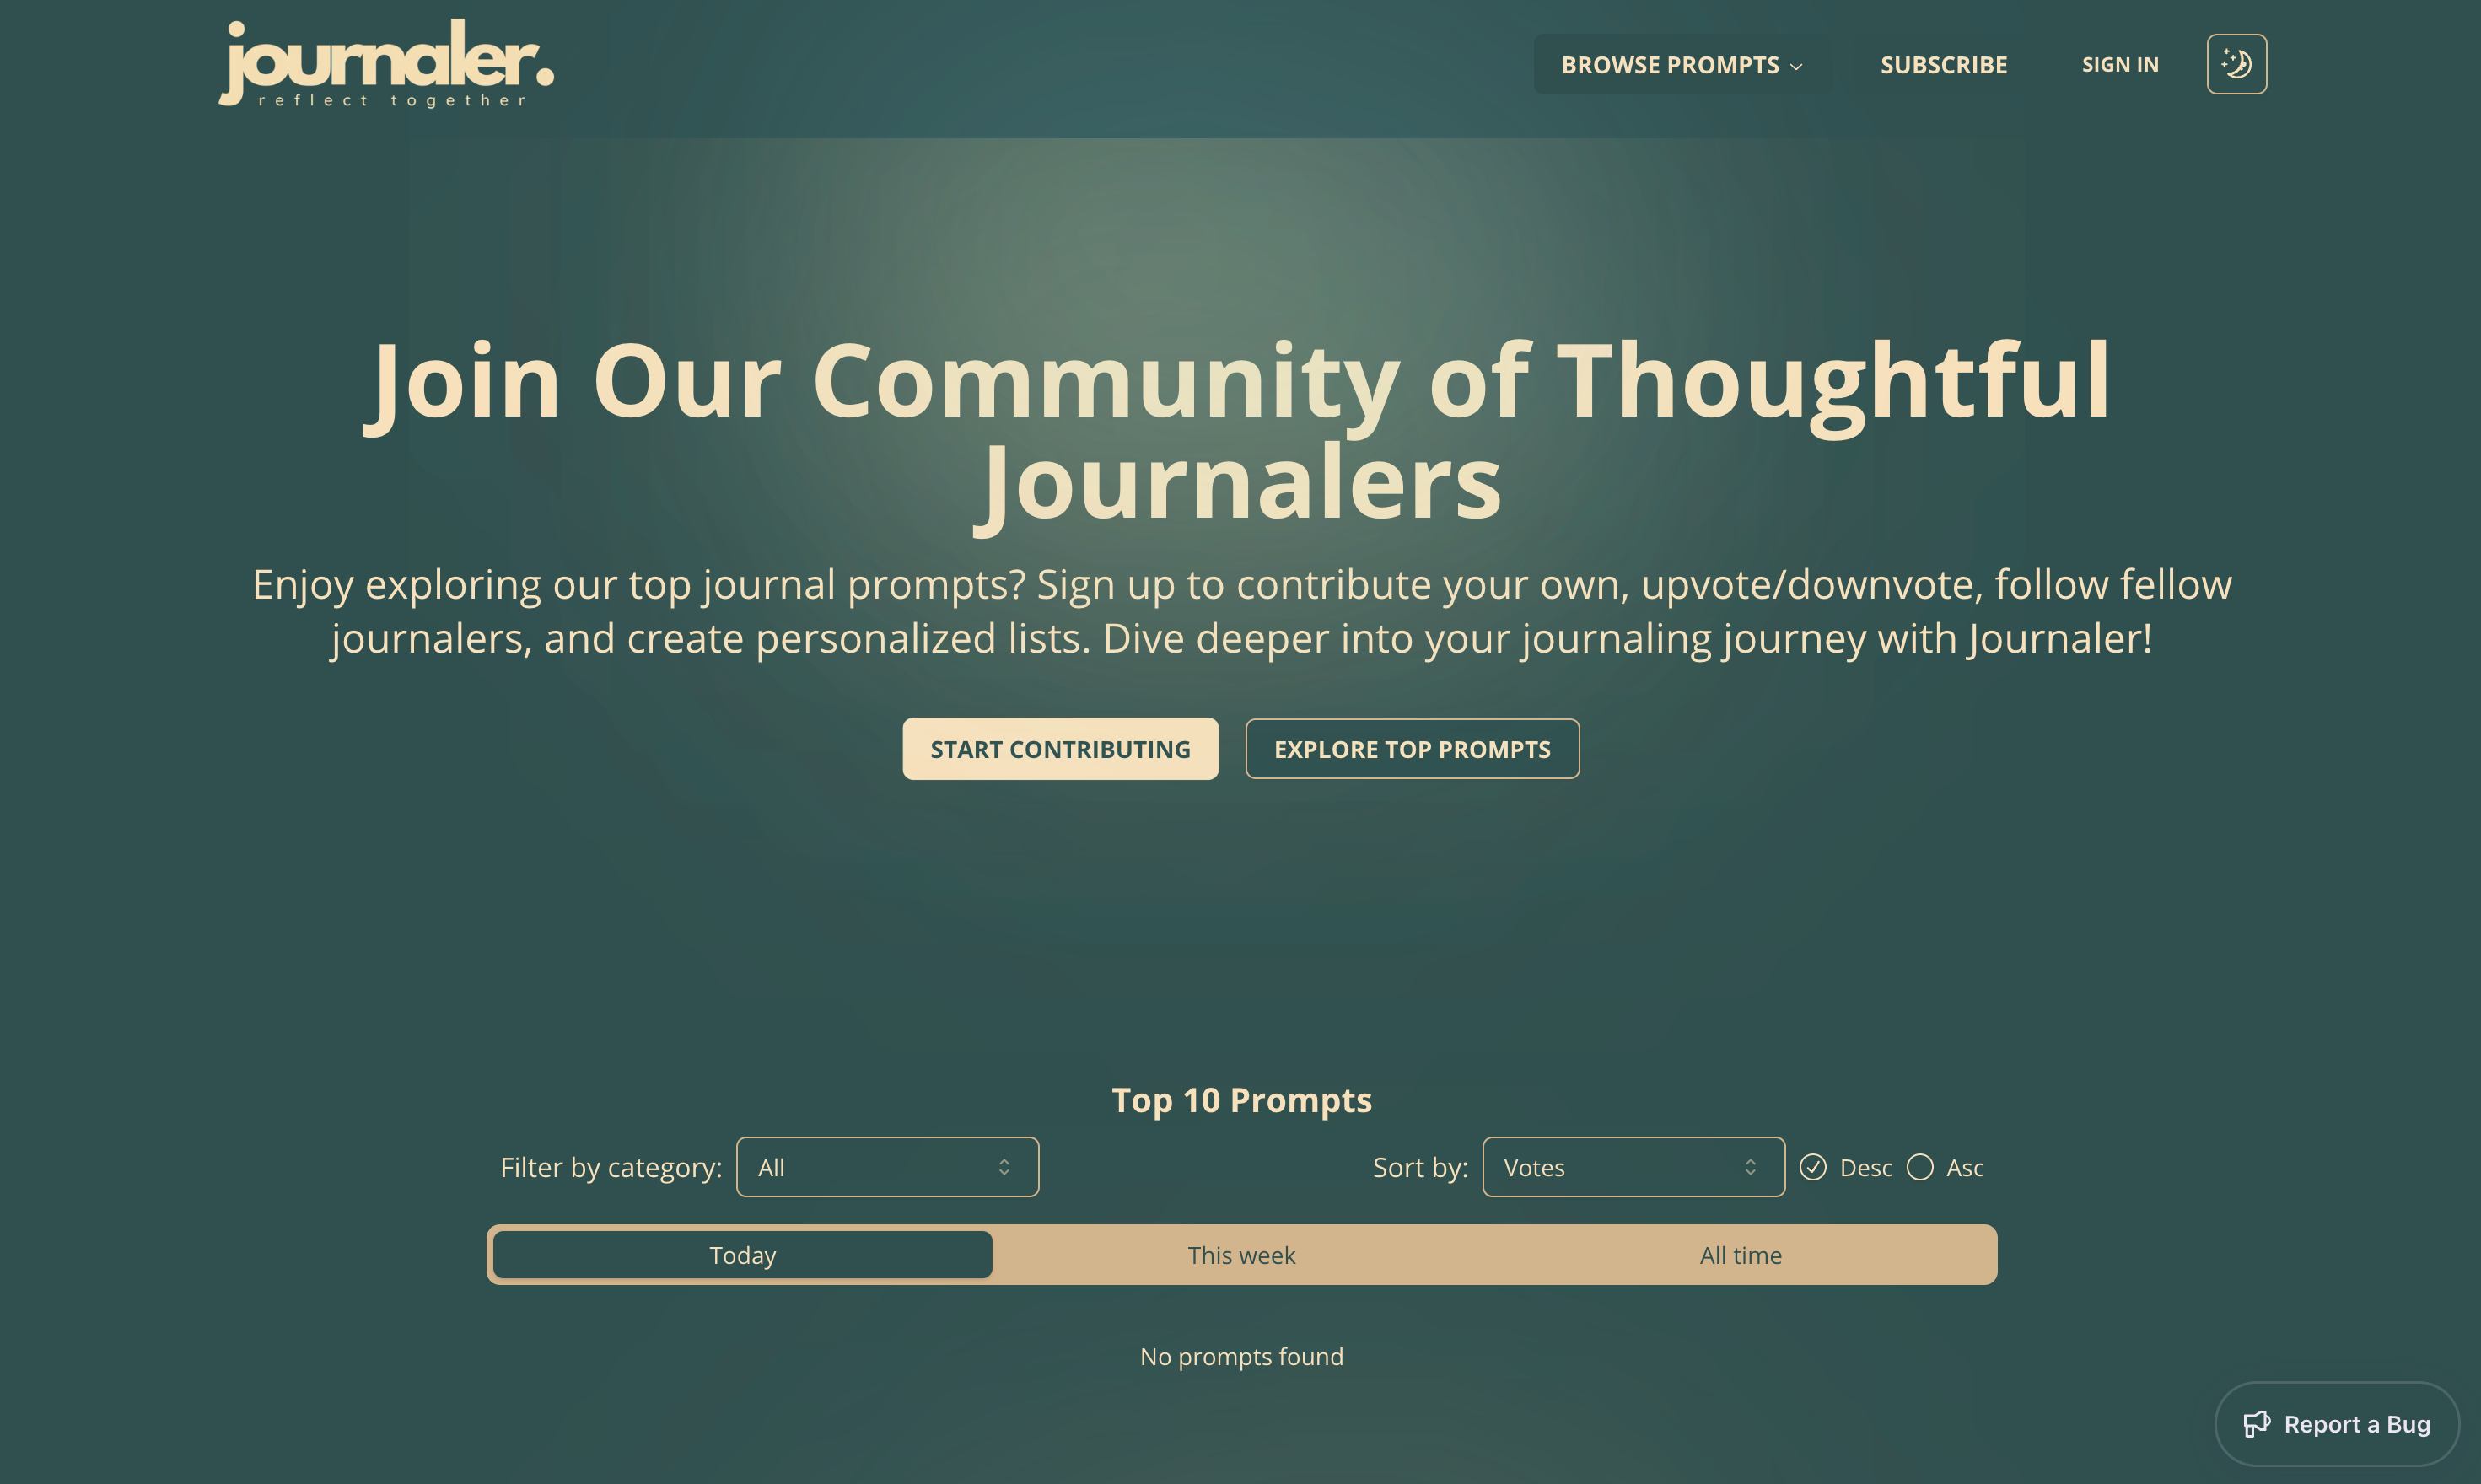 journaler.
reflect together
BROWSE PROMPTS
SUBSCRIBE
SIGN IN
Join Our Community of Thoughtful
Journalers
Enjoy exploring our top journal prompts? Sign up to contribute your own, upvote/downvote, follow fellow
journalers, and create personalized lists. Dive deeper into your journaling journey with Journaler!
START CONTRIBUTING
EXPLORE TOP PROMPTS
Top 10 Prompts
Filter by category: All
Sort by: Votes Desc Asc
Today This week All time
No prompts found
Report a Bug